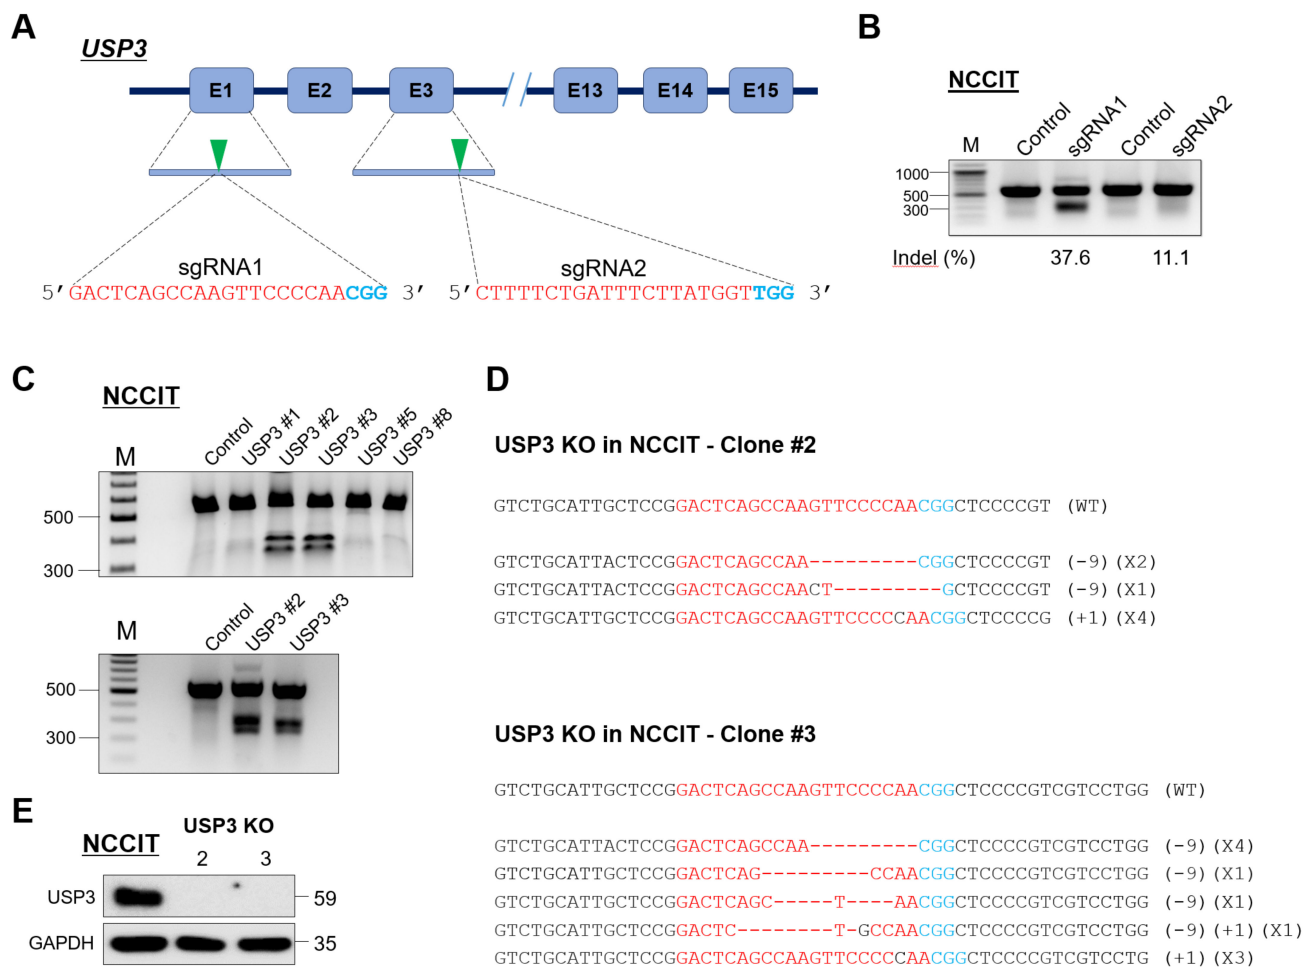 A
USP3
E1 E2 E3 E13 E14 E15
sgRNA1
5′ GACTCAGCCAAGTTCCCCAACGG 3′
sgRNA2
5′ CTTTTCTGATTTCTTATGGTTGG 3′
B
NCCIT
M Control sgRNA1 Control sgRNA2
1000
500
300
Indel (%) 37.6 11.1
C
NCCIT
M Control USP3 #1 USP3 #2 USP3 #3 USP3 #5 USP3 #8
500
300
M Control USP3 #2 USP3 #3
500
300
D
USP3 KO in NCCIT - Clone #2
GTCTGCATTGCTCCGGACTCAGCCAAGTTCCCCAACGGCTCCCCGT (WT)
GTCTGCATTACTCCGGACTCAGCCAA---------CGGCTCCCCGT (-9)(X2)
GTCTGCATTACTCCGGACTCAGCCAACT---------GCTCCCCGT (-9)(X1)
GTCTGCATTGCTCCGGACTCAGCCAAGTTCCCCCAACGGCTCCCCG (+1)(X4)
USP3 KO in NCCIT - Clone #3
GTCTGCATTGCTCCGGACTCAGCCAAGTTCCCCAACGGCTCCCCGTCGTCCTGG (WT)
GTCTGCATTACTCCGGACTCAGCCAA---------CGGCTCCCCGTCGTCCTGG (-9)(X4)
GTCTGCATTGCTCCGGACTCAG---------CCAACGGCTCCCCGTCGTCCTGG (-9)(X1)
GTCTGCATTGCTCCGGACTCAGC-----T----AACGGCTCCCCGTCGTCCTGG (-9)(X1)
GTCTGCATTGCTCCGGACTC--------T-GCCAACGGCTCCCCGTCGTCCTGG (-9)(+1)(X1)
GTCTGCATTGCTCCGGACTCAGCCAAGTTCCCCCAACGGCTCCCCGTCGTCCTGG (+1)(X3)
E
NCCIT USP3 KO
2 3
USP3 59
GAPDH 35